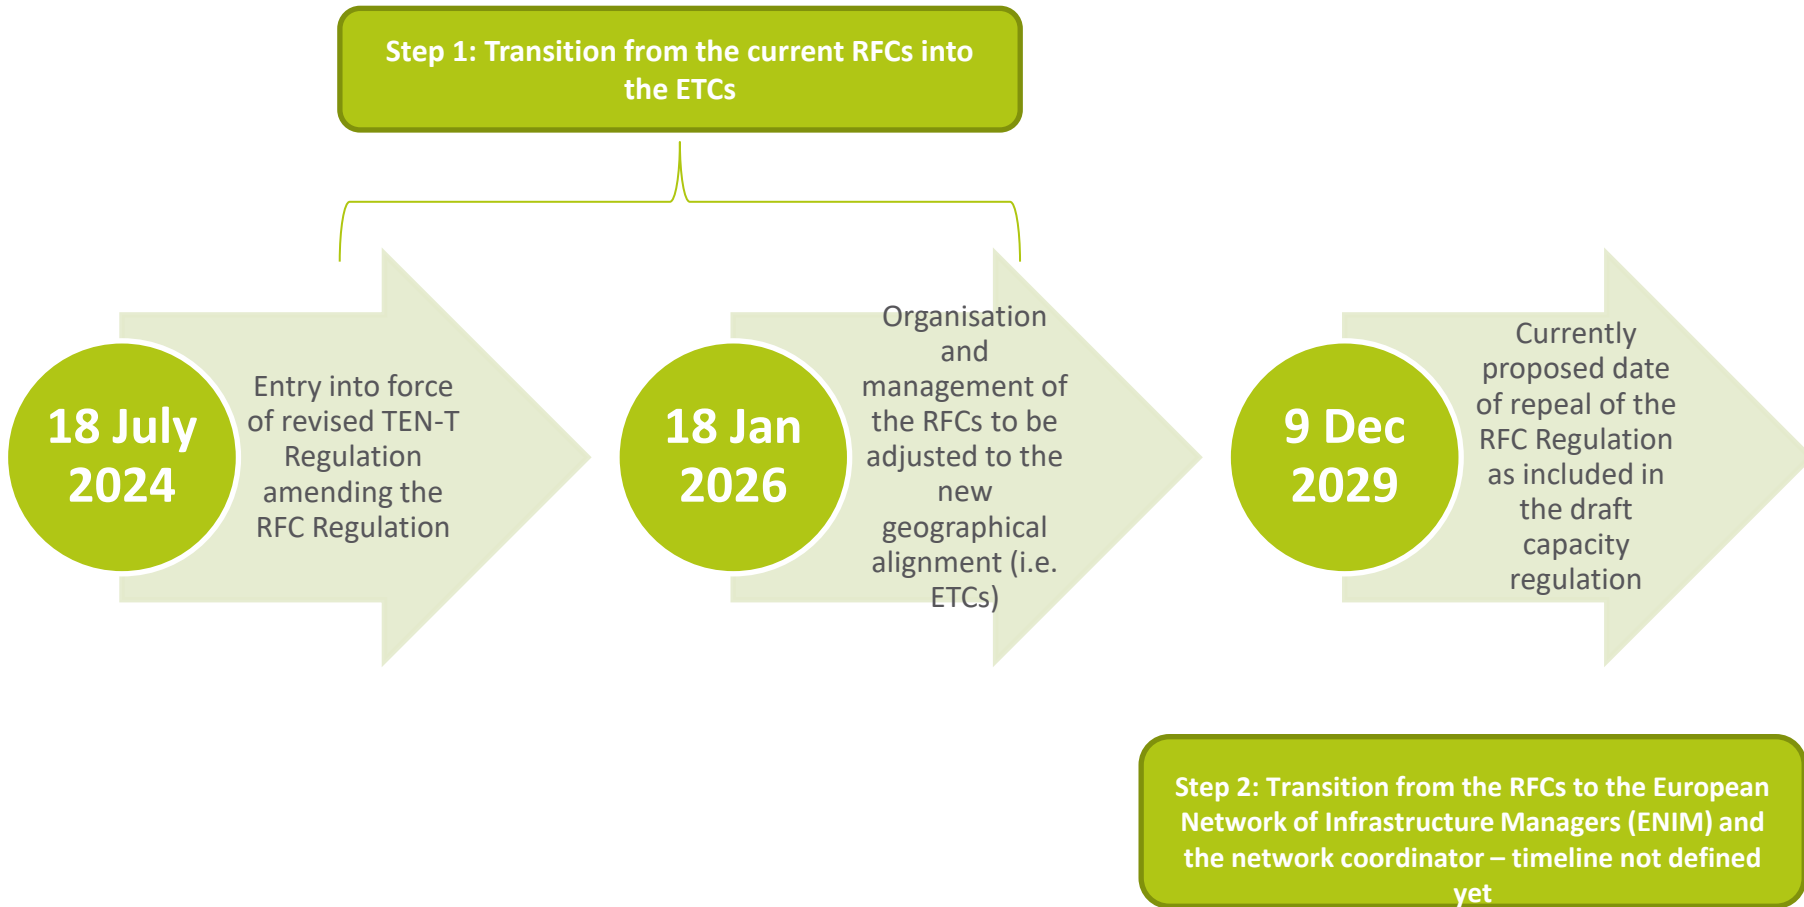 Step 1: Transition from the current RFCs into
the ETCs
18 July
2024
Entry into force
of revised TEN-T
Regulation
amending the
RFC Regulation
18 Jan
2026
Organisation
and
management of
the RFCs to be
adjusted to the
new
geographical
alignment (i.e.
ETCs)
9 Dec
2029
Currently
proposed date
of repeal of the
RFC Regulation
as included in
the draft
capacity
regulation
Step 2: Transition from the RFCs to the European
Network of Infrastructure Managers (ENIM) and
the network coordinator – timeline not defined
yet